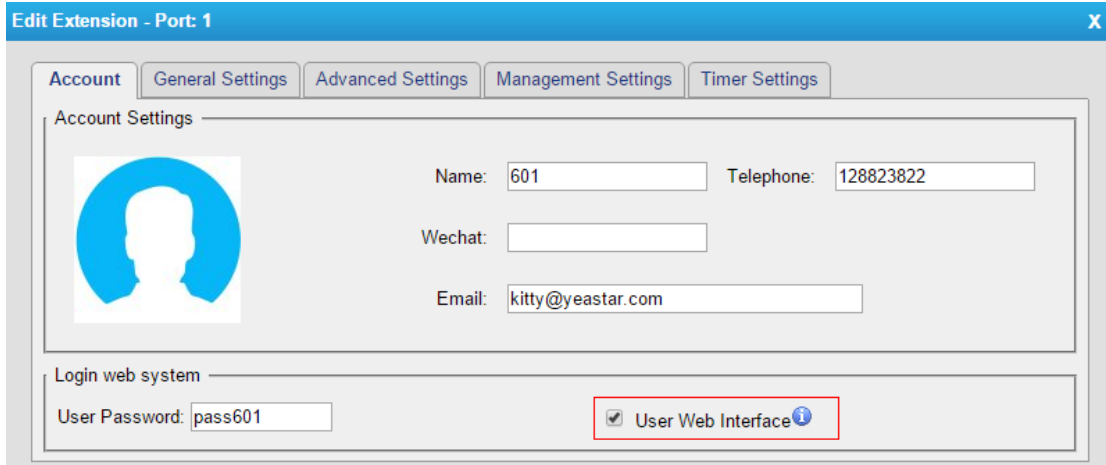 Edit Extension - Port: 1 X
Account General Settings Advanced Settings Management Settings Timer Settings
Account Settings
Name: 601 Telephone: 128823822
Wechat:
Email: kitty@yeastar.com
Login web system
User Password: pass601 User Web Interface